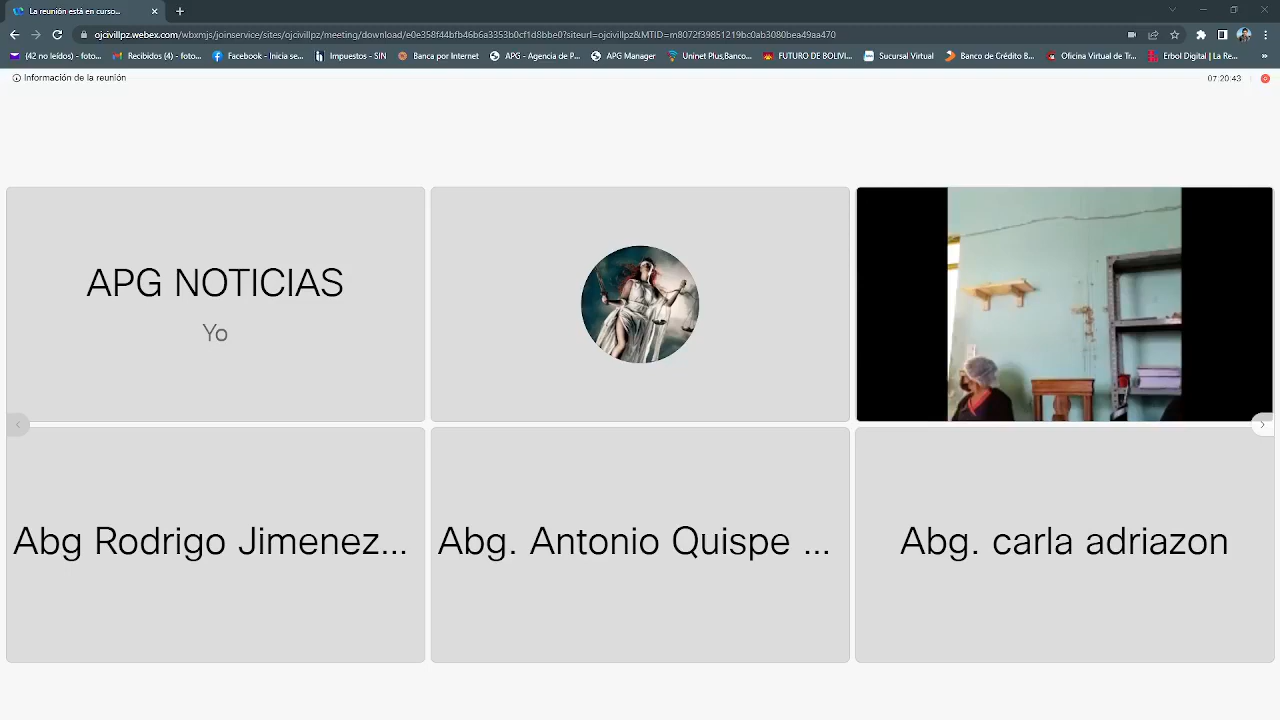 La reunión está en curso...
ojcivillpz.webex.com/wbxmjs/joinservice/sites/ojcivillpz/meeting/download/e0e358f44bfb46b6a3353b0cf1d8bbe0?siteurl=ojcivillpz&MTID=m8072f39851219bc0ab3080bea49aa470
(42 no leídos) - foto...
Recibidos (4) - foto...
Facebook - Inicia se...
Impuestos – SIN
Banca por Internet
APG - Agencia de P...
APG Manager
Uninet Plus,Banco...
FUTURO DE BOLIVI...
Sucursal Virtual
Banco de Crédito B...
Oficina Virtual de Tr...
Erbol Digital | La Re...
»
Información de la reunión
07:20:43
APG NOTICIAS
Yo
Abg Rodrigo Jimenez...
Abg. Antonio Quispe ...
Abg. carla adriazon